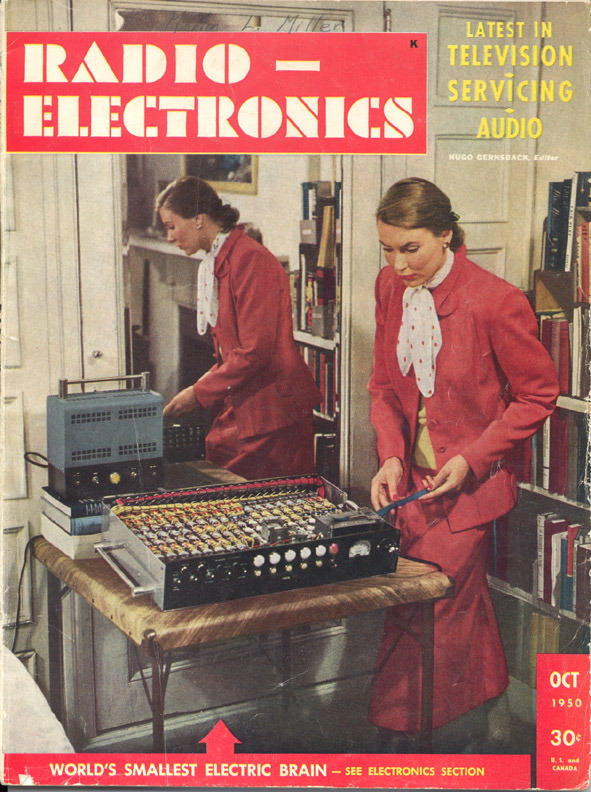 L. Miller
RADIO –
ELECTRONICS
K
LATEST IN
TELEVISION
SERVICING
AUDIO
HUGO GERNSBACK, Editor
OCT
1950
30¢
U. S. and
CANADA
WORLD'S SMALLEST ELECTRIC BRAIN – SEE ELECTRONICS SECTION